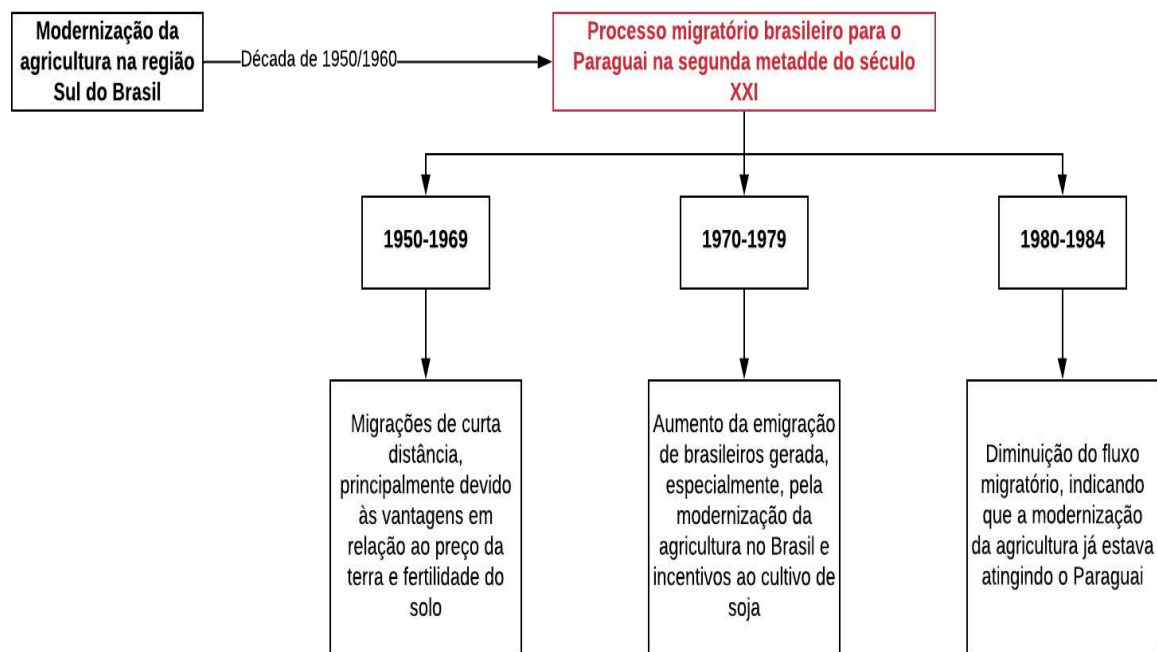 Modernização da
agricultura na região
Sul do Brasil
Década de 1950/1960
Processo migratório brasileiro para o
Paraguai na segunda metadde do século
XXI
1950-1969
1970-1979
1980-1984
Migrações de curta
distância,
principalmente devido
às vantagens em
relação ao preço da
terra e fertilidade do
solo
Aumento da emigração
de brasileiros gerada,
especialmente, pela
modernização da
agricultura no Brasil e
incentivos ao cultivo de
soja
Diminuição do fluxo
migratório, indicando
que a modernização
da agricultura já estava
atingindo o Paraguai